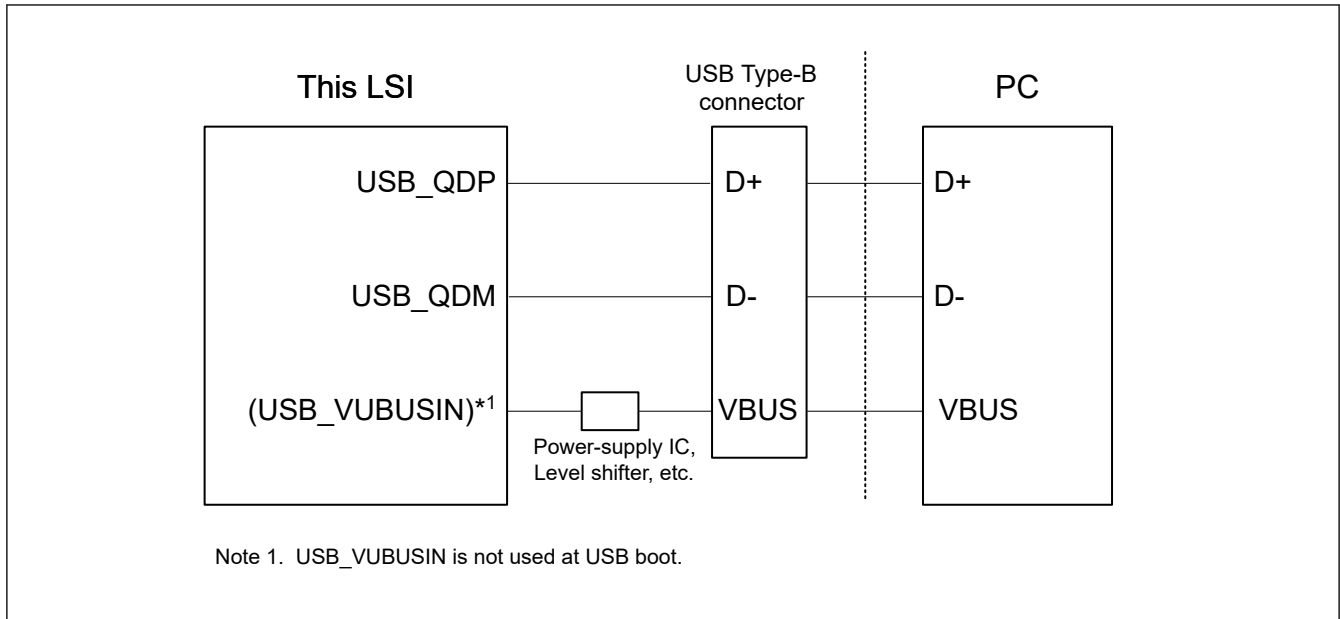 This LSI
USB Type-B
connector
PC
USB_QDP
D+
D+
USB_QDM
D-
D-
(USB_VUBUSIN)*1
VBUS
VBUS
Power-supply IC,
Level shifter, etc.
Note 1. USB_VUBUSIN is not used at USB boot.